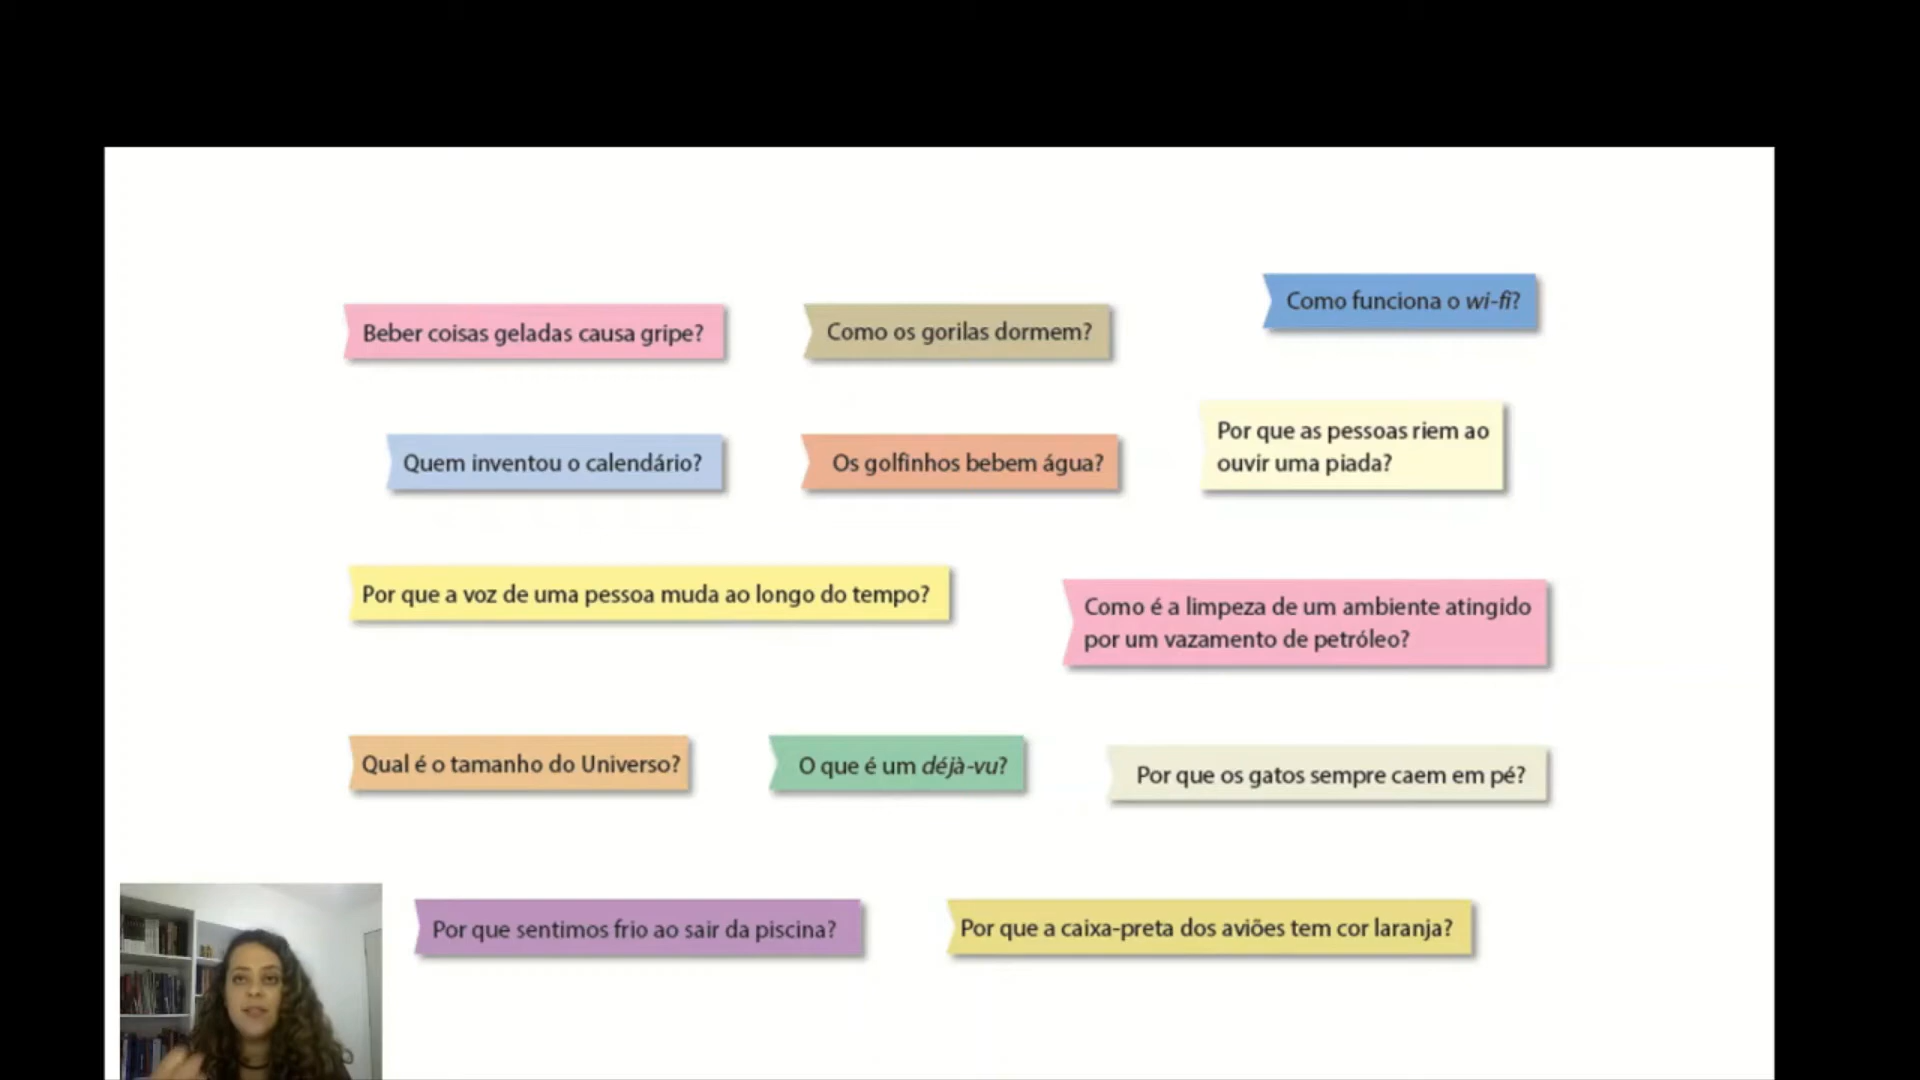 Beber coisas geladas causa gripe?
Como os gorilas dormem?
Como funciona o wi-fi?
Quem inventou o calendário?
Os golfinhos bebem água?
Por que as pessoas riem ao
ouvir uma piada?
Por que a voz de uma pessoa muda ao longo do tempo?
Como é a limpeza de um ambiente atingido
por um vazamento de petróleo?
Qual é o tamanho do Universo?
O que é um déjà-vu?
Por que os gatos sempre caem em pé?
Por que sentimos frio ao sair da piscina?
Por que a caixa-preta dos aviões tem cor laranja?